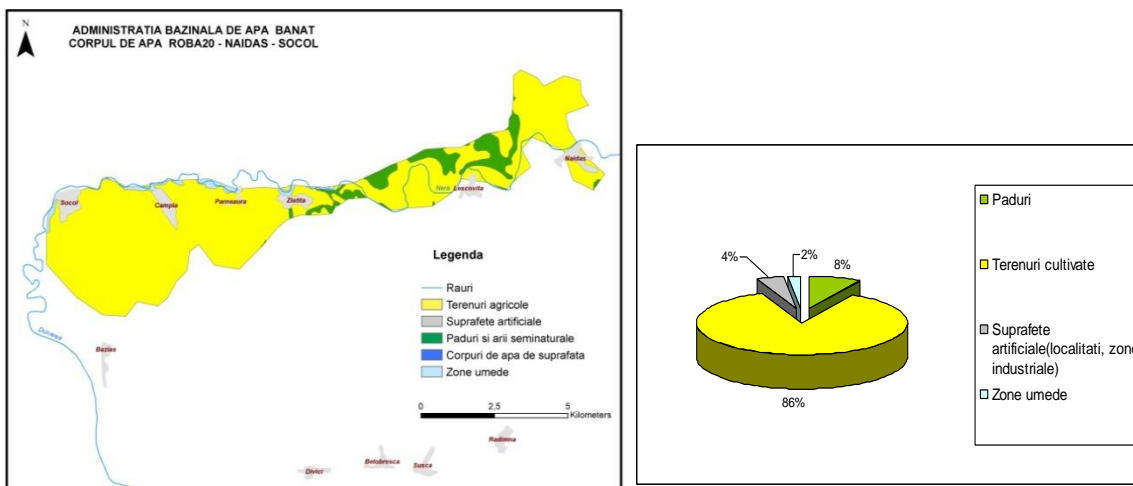 N
ADMINISTRATIA BAZINALA DE APA BANAT
CORPUL DE APA ROBA20 - NAIDAS - SOCOL
Naidas
Nera
Lescovita
Socol
Campia
Parneaura
Zlatita
Dunarea
Bazias
Divici
Belobresca
Susca
Radimna
Legenda
Rauri
Terenuri agricole
Suprafete artificiale
Paduri si arii seminaturale
Corpuri de apa de suprafata
Zone umede
0 2,5 5
Kilometers
4%
2%
8%
86%
Paduri
Terenuri cultivate
Suprafete
artificiale(localitati, zone
industriale)
Zone umede